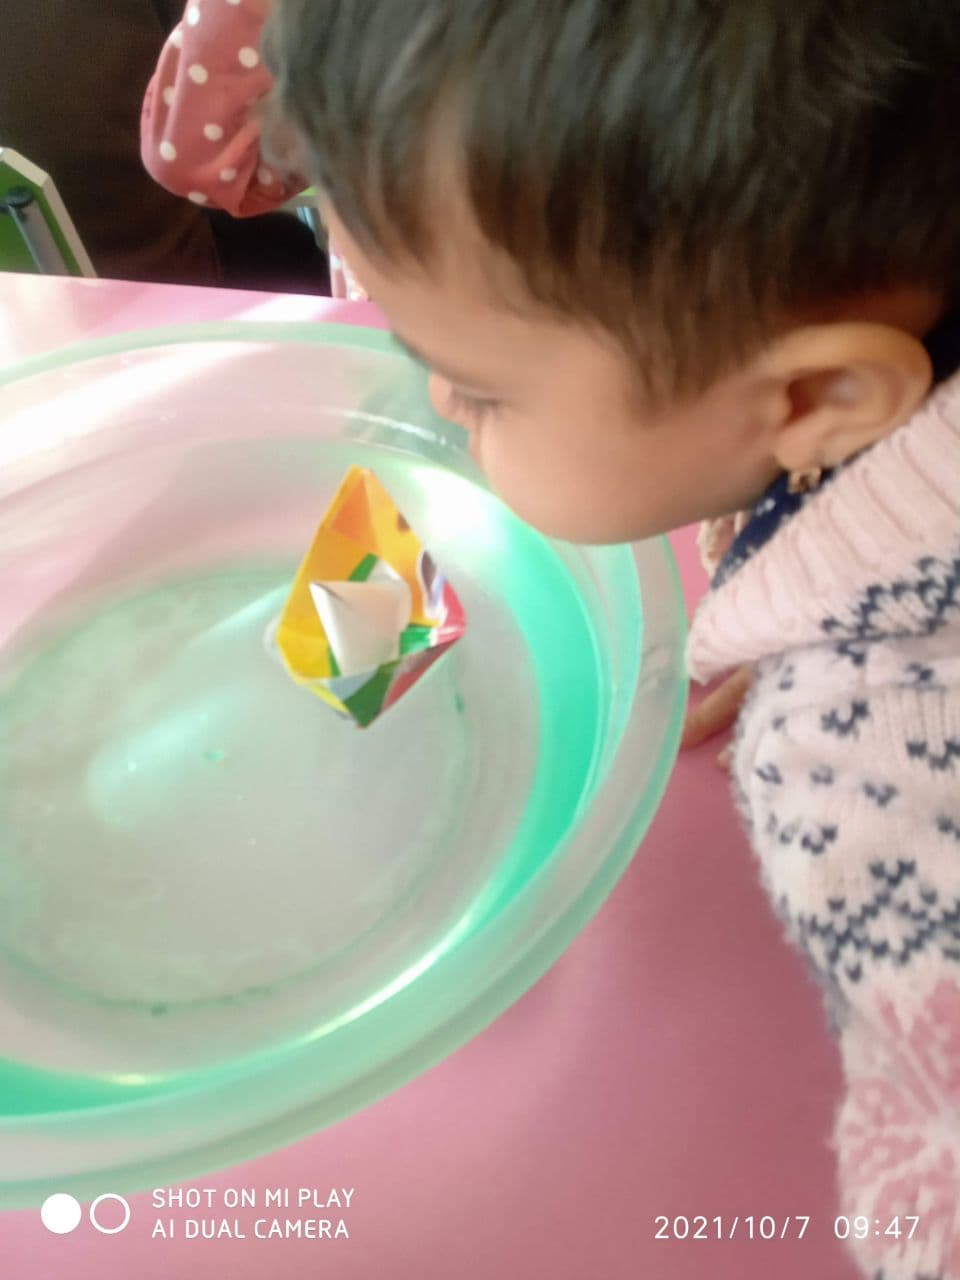 SHOT ON MI PLAY
AI DUAL CAMERA
2021/10/7 09:47